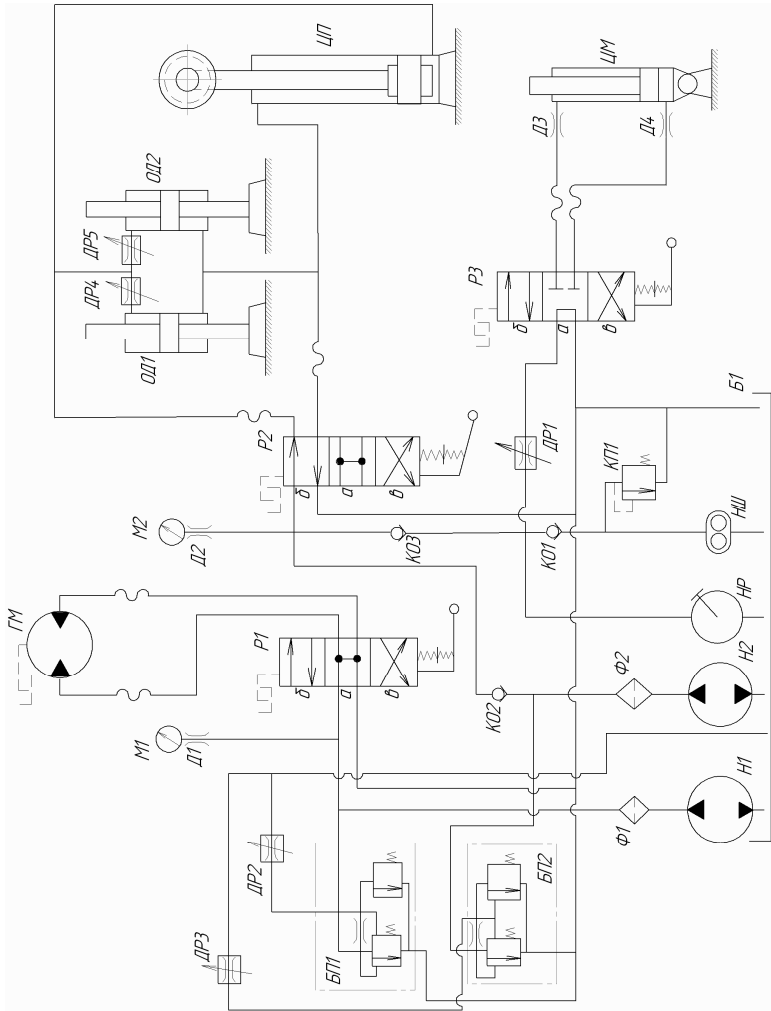 ЦП
ЦМ
ОД2
ДР5
ДР4
ОД1
Д3
Д4
Р3
б
а
в
Б1
Р2
б
а
в
ДР1
КП1
М2
Д2
КО3
КО1
НШ
ГМ
Р1
б
а
в
НР
Ф2
Н2
КО2
М1
Д1
Н1
Ф1
ДР2
БП2
БП1
ДР3